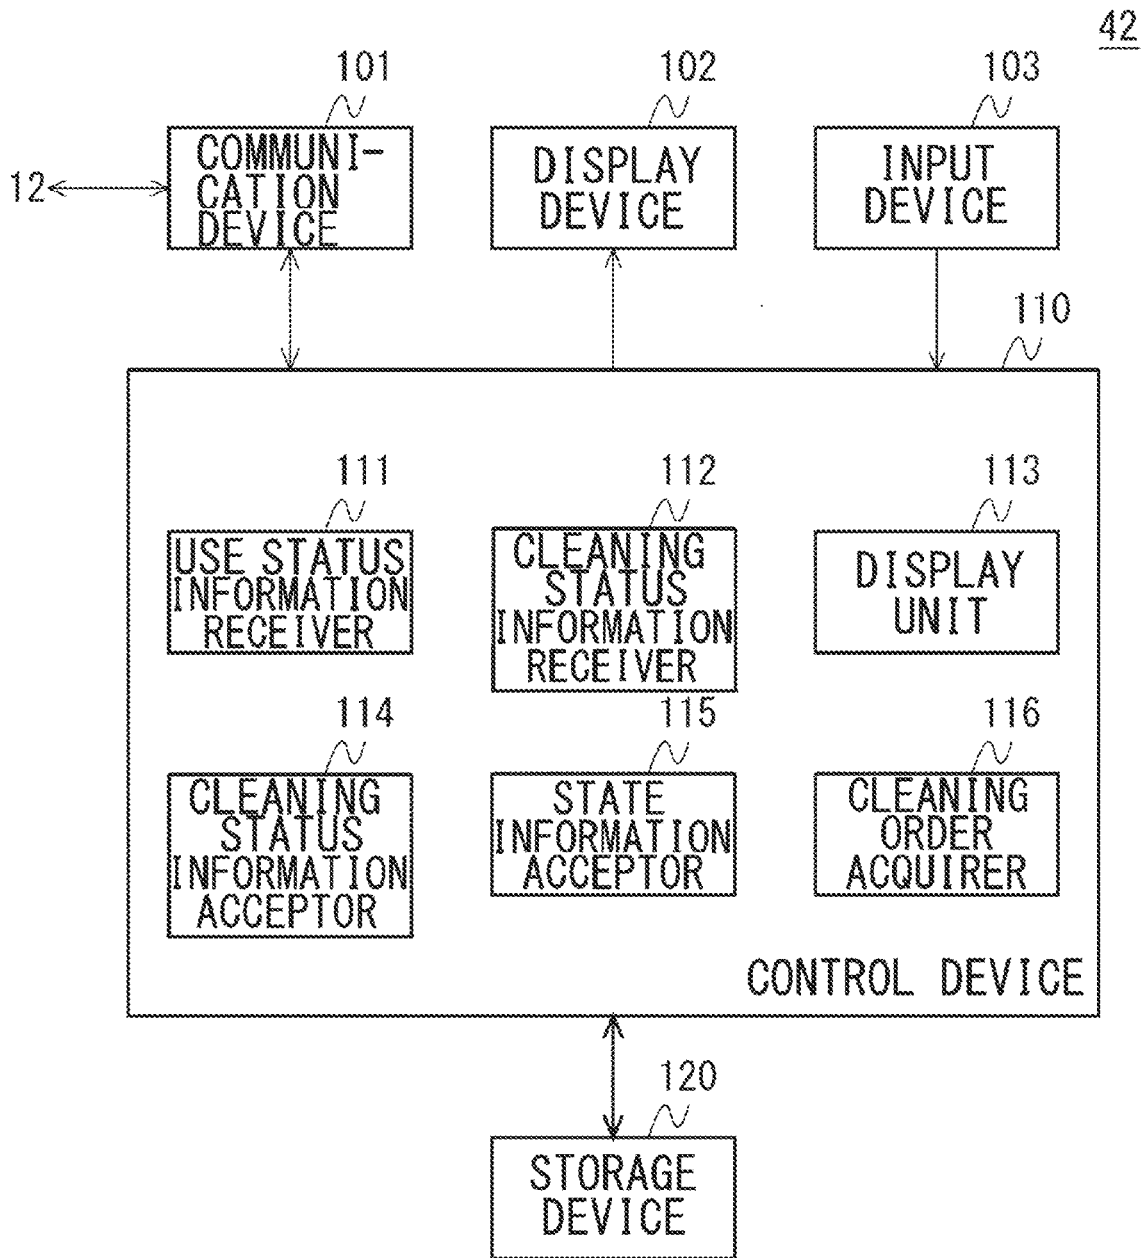 42
101
102
103
COMMUNI-
CATION
DEVICE
DISPLAY
DEVICE
INPUT
DEVICE
12
110
111
112
113
USE STATUS
INFORMATION
RECEIVER
CLEANING
STATUS
INFORMATION
RECEIVER
DISPLAY
UNIT
114
115
116
CLEANING
STATUS
INFORMATION
ACCEPTOR
STATE
INFORMATION
ACCEPTOR
CLEANING
ORDER
ACQUIRER
CONTROL DEVICE
120
STORAGE
DEVICE